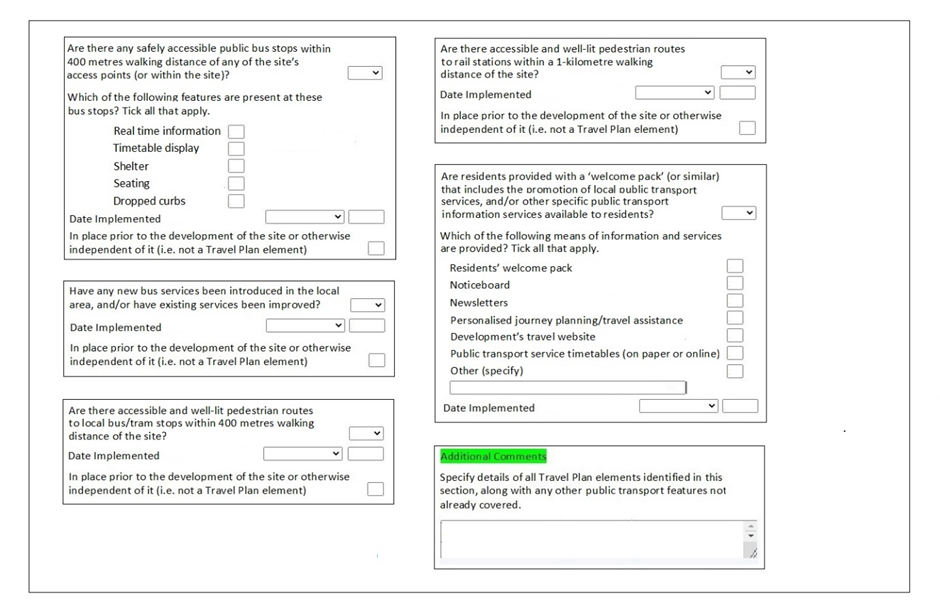 Are there any safely accessible public bus stops within
400 metres walking distance of any of the site's
access points (or within the site)?
Which of the following features are present at these
bus stops? Tick all that apply.
Real time information
Timetable display
Shelter
Seating
Dropped curbs
Date Implemented
In place prior to the development of the site or otherwise
independent of it (i.e. not a Travel Plan element)
Have any new bus services been introduced in the local
area, and/or have existing services been improved?
Date Implemented
In place prior to the development of the site or otherwise
independent of it (i.e. not a Travel Plan element)
Are there accessible and well-lit pedestrian routes
to local bus/tram stops within 400 metres walking
distance of the site?
Date Implemented
In place prior to the development of the site or otherwise
independent of it (i.e. not a Travel Plan element)
Are there accessible and well-lit pedestrian routes
to rail stations within a 1-kilometre walking
distance of the site?
Date Implemented
In place prior to the development of the site or otherwise
independent of it (i.e. not a Travel Plan element)
Are residents provided with a 'welcome pack' (or similar)
that includes the promotion of local public transport
services, and/or other specific public transport
information services available to residents?
Which of the following means of information and services
are provided? Tick all that apply.
Residents' welcome pack
Noticeboard
Newsletters
Personalised journey planning/travel assistance
Development's travel website
Public transport service timetables (on paper or online)
Other (specify)
Date Implemented
Additional Comments
Specify details of all Travel Plan elements identified in this
section, along with any other public transport features not
already covered.